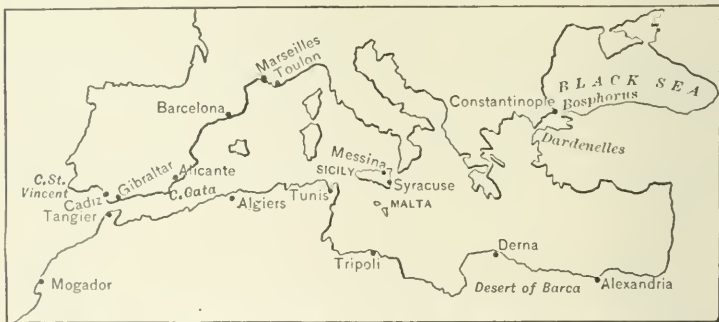 Marseilles
Toulon
BLACK SEA
Constantinople
Bosphorus
Barcelona
Dardenelles
Messina
SICILY
Gibraltar
Alicante
C. St.
Vincent
Syracuse
C. Gata
Cadiz
Tunis
Algiers
MALTA
Tangier
Derna
Tripoli
Mogador
Desert of Barca
Alexandria